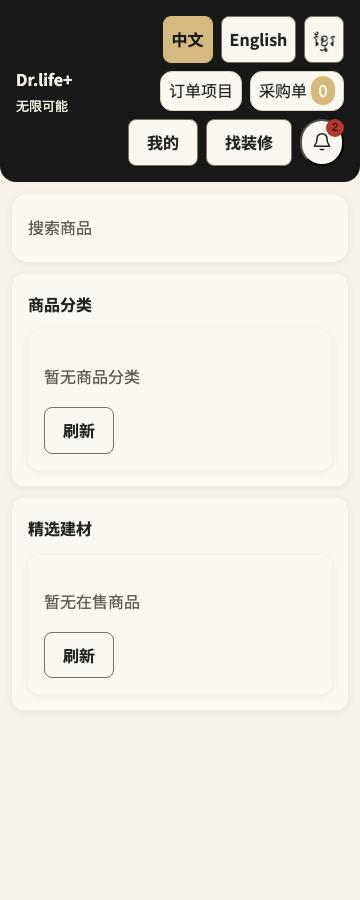 中文 English ខ្មែរ
Dr.life+
无限可能
订单项目 采购单 0
我的 找装修 2
搜索商品
商品分类
暂无商品分类
刷新
精选建材
暂无在售商品
刷新